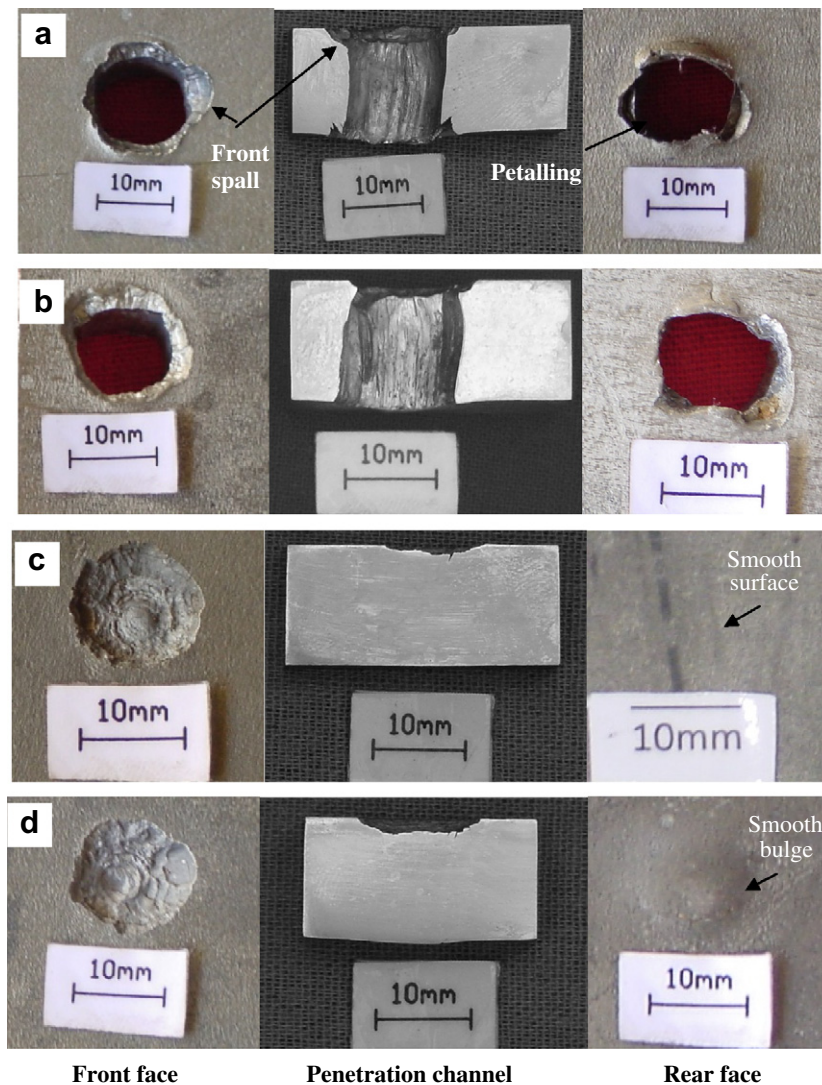 a
Front
spall
Petalling
10mm
10mm
10mm
b
10mm
10mm
10mm
c
Smooth
surface
10mm
10mm
10mm
d
Smooth
bulge
10mm
10mm
10mm
Front face
Penetration channel
Rear face